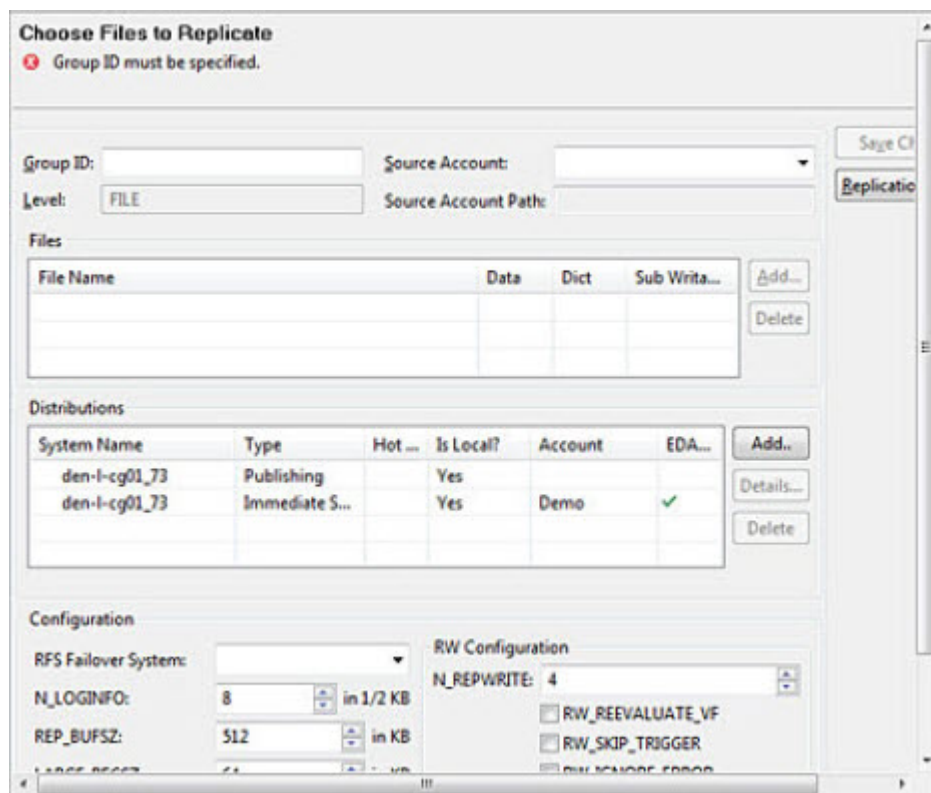 Choose Files to Replicate
Group ID must be specified.
Group ID:
Source Account:
Save Ch
Level: FILE
Source Account Path:
Replicatio
Files
File Name Data Dict Sub Writa...
Add...
Delete
Distributions
System Name Type Hot ... Is Local? Account EDA...
Add..
den-l-cg01_73 Publishing Yes
den-l-cg01_73 Immediate S... Yes Demo
Details...
Delete
Configuration
RFS Failover System:
RW Configuration
N_REPWRITE: 4
N_LOGINFO: 8 in 1/2 KB
RW_REEVALUATE_VF
REP_BUFSZ: 512 in KB
RW_SKIP_TRIGGER